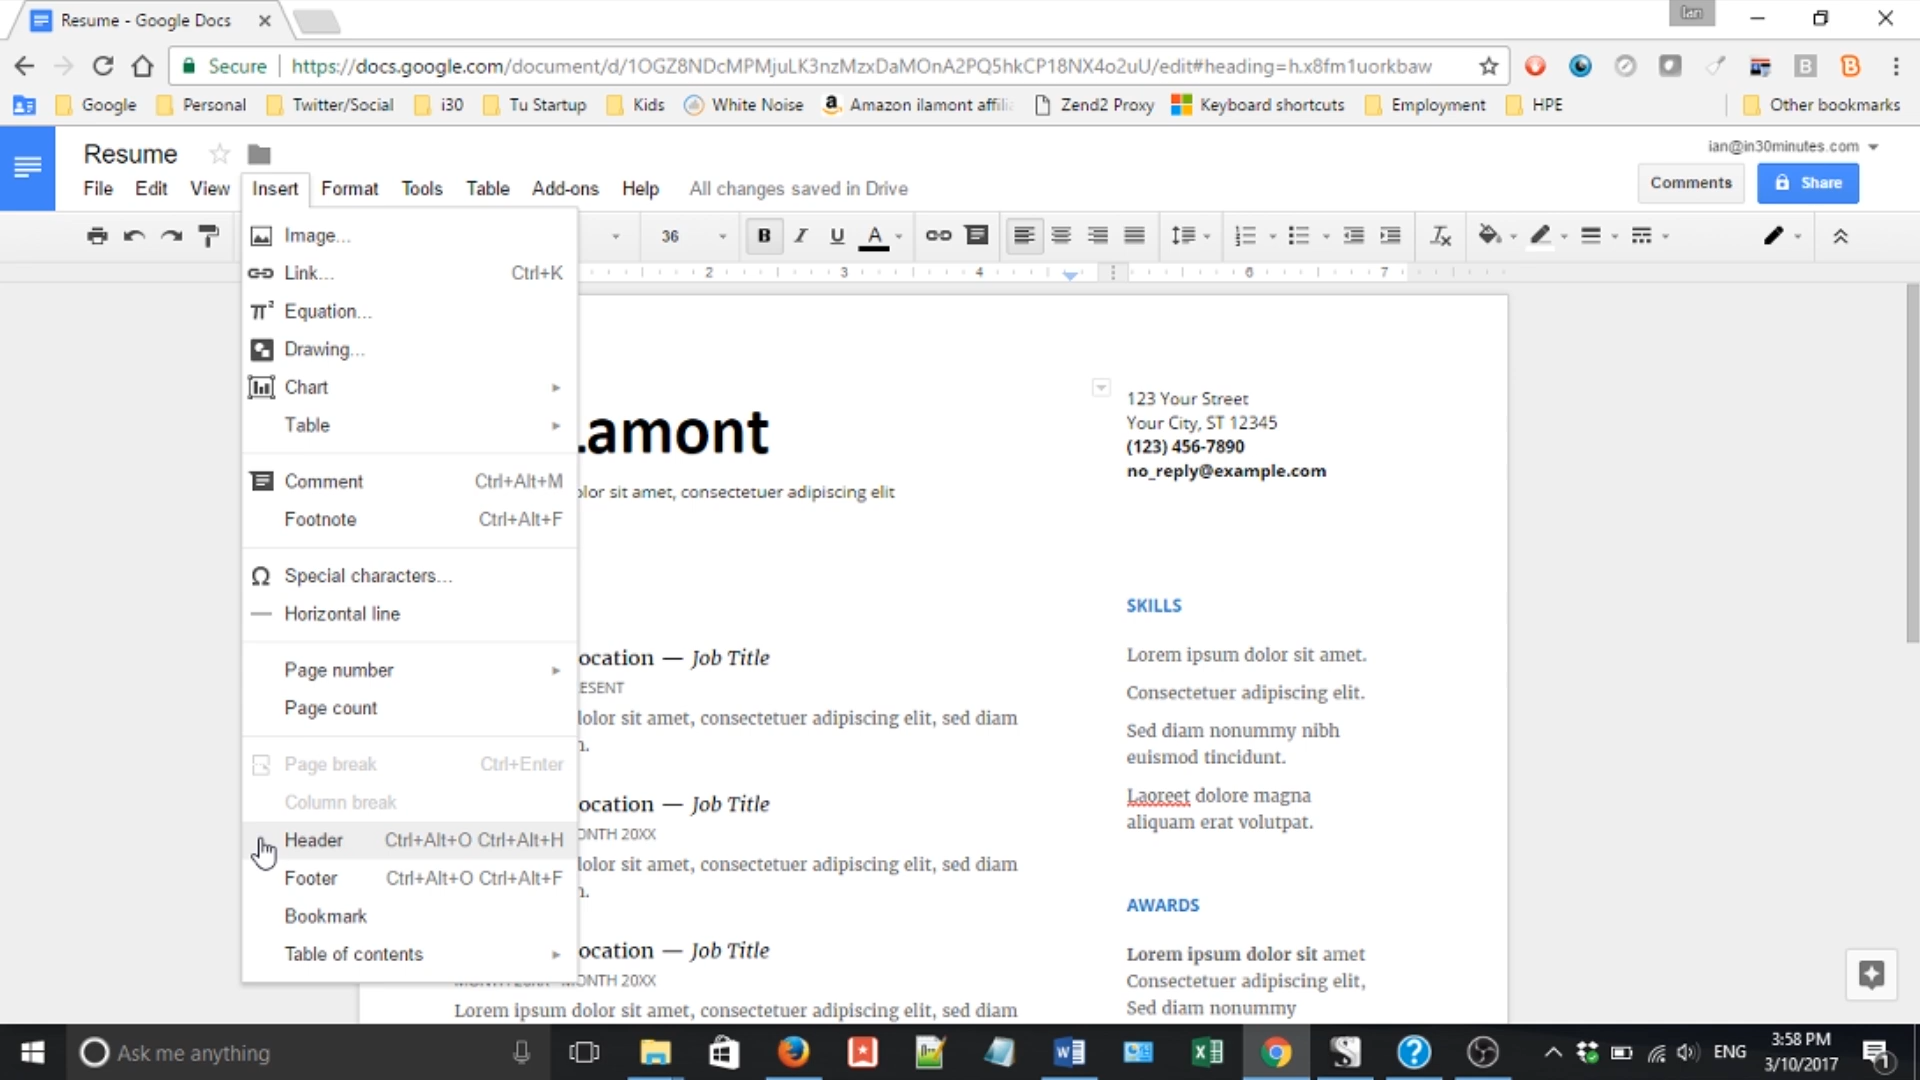 Resume - Google Docs
Ian
Secure https://docs.google.com/document/d/1OGZ8NDcMPMjuLK3nzMzxDaMOnA2PQ5hkCP18NX4o2uU/edit#heading=h.x8fm1uorkbaw
Google Personal Twitter/Social i30 Tu Startup Kids White Noise Amazon ilamont affili Zend2 Proxy Keyboard shortcuts Employment HPE Other bookmarks
Resume
ian@in30minutes.com
File Edit View Insert Format Tools Table Add-ons Help All changes saved in Drive
Comments Share
36 B I U A
2 3 4 6 7
Image...
Link... Ctrl+K
Equation...
Drawing...
Chart
Table
Comment Ctrl+Alt+M
Footnote Ctrl+Alt+F
Special characters...
Horizontal line
Page number
Page count
Page break Ctrl+Enter
Column break
Header Ctrl+Alt+O Ctrl+Alt+H
Footer Ctrl+Alt+O Ctrl+Alt+F
Bookmark
Table of contents
Lamont
olor sit amet, consectetuer adipiscing elit
ocation — Job Title
ESENT
dolor sit amet, consectetuer adipiscing elit, sed diam
n.
ocation — Job Title
ONTH 20XX
dolor sit amet, consectetuer adipiscing elit, sed diam
n.
ocation — Job Title
ONTH 20XX
Lorem ipsum dolor sit amet, consectetuer adipiscing elit, sed diam
123 Your Street
Your City, ST 12345
(123) 456-7890
no_reply@example.com
SKILLS
Lorem ipsum dolor sit amet.
Consectetuer adipiscing elit.
Sed diam nonummy nibh
euismod tincidunt.
Laoreet dolore magna
aliquam erat volutpat.
AWARDS
Lorem ipsum dolor sit amet
Consectetuer adipiscing elit,
Sed diam nonummy
Ask me anything
ENG
3:58 PM
3/10/2017
1